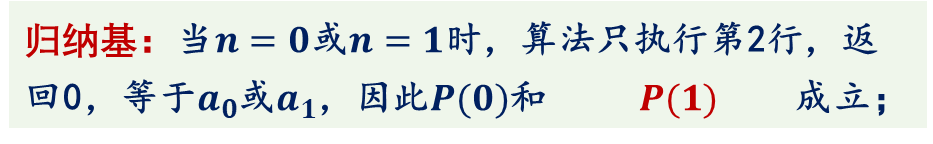 归纳基：当n = 0或n = 1时，算法只执行第2行，返
回0，等于a₀或a₁，因此P(0)和 P(1) 成立；